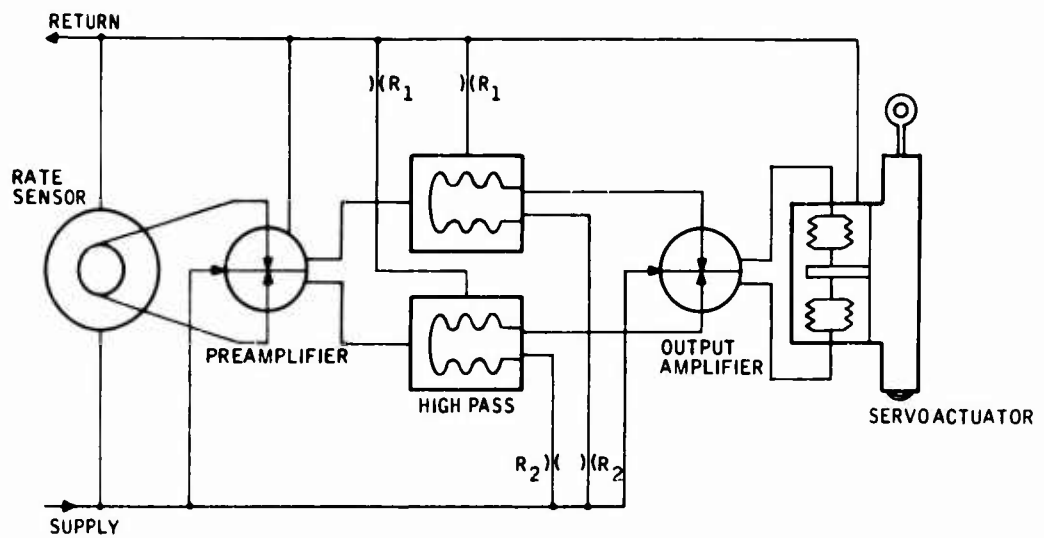 RETURN
R1
R1
RATE
SENSOR
PREAMPLIFIER
HIGH PASS
OUTPUT
AMPLIFIER
SERVOACTUATOR
R2
R2
SUPPLY